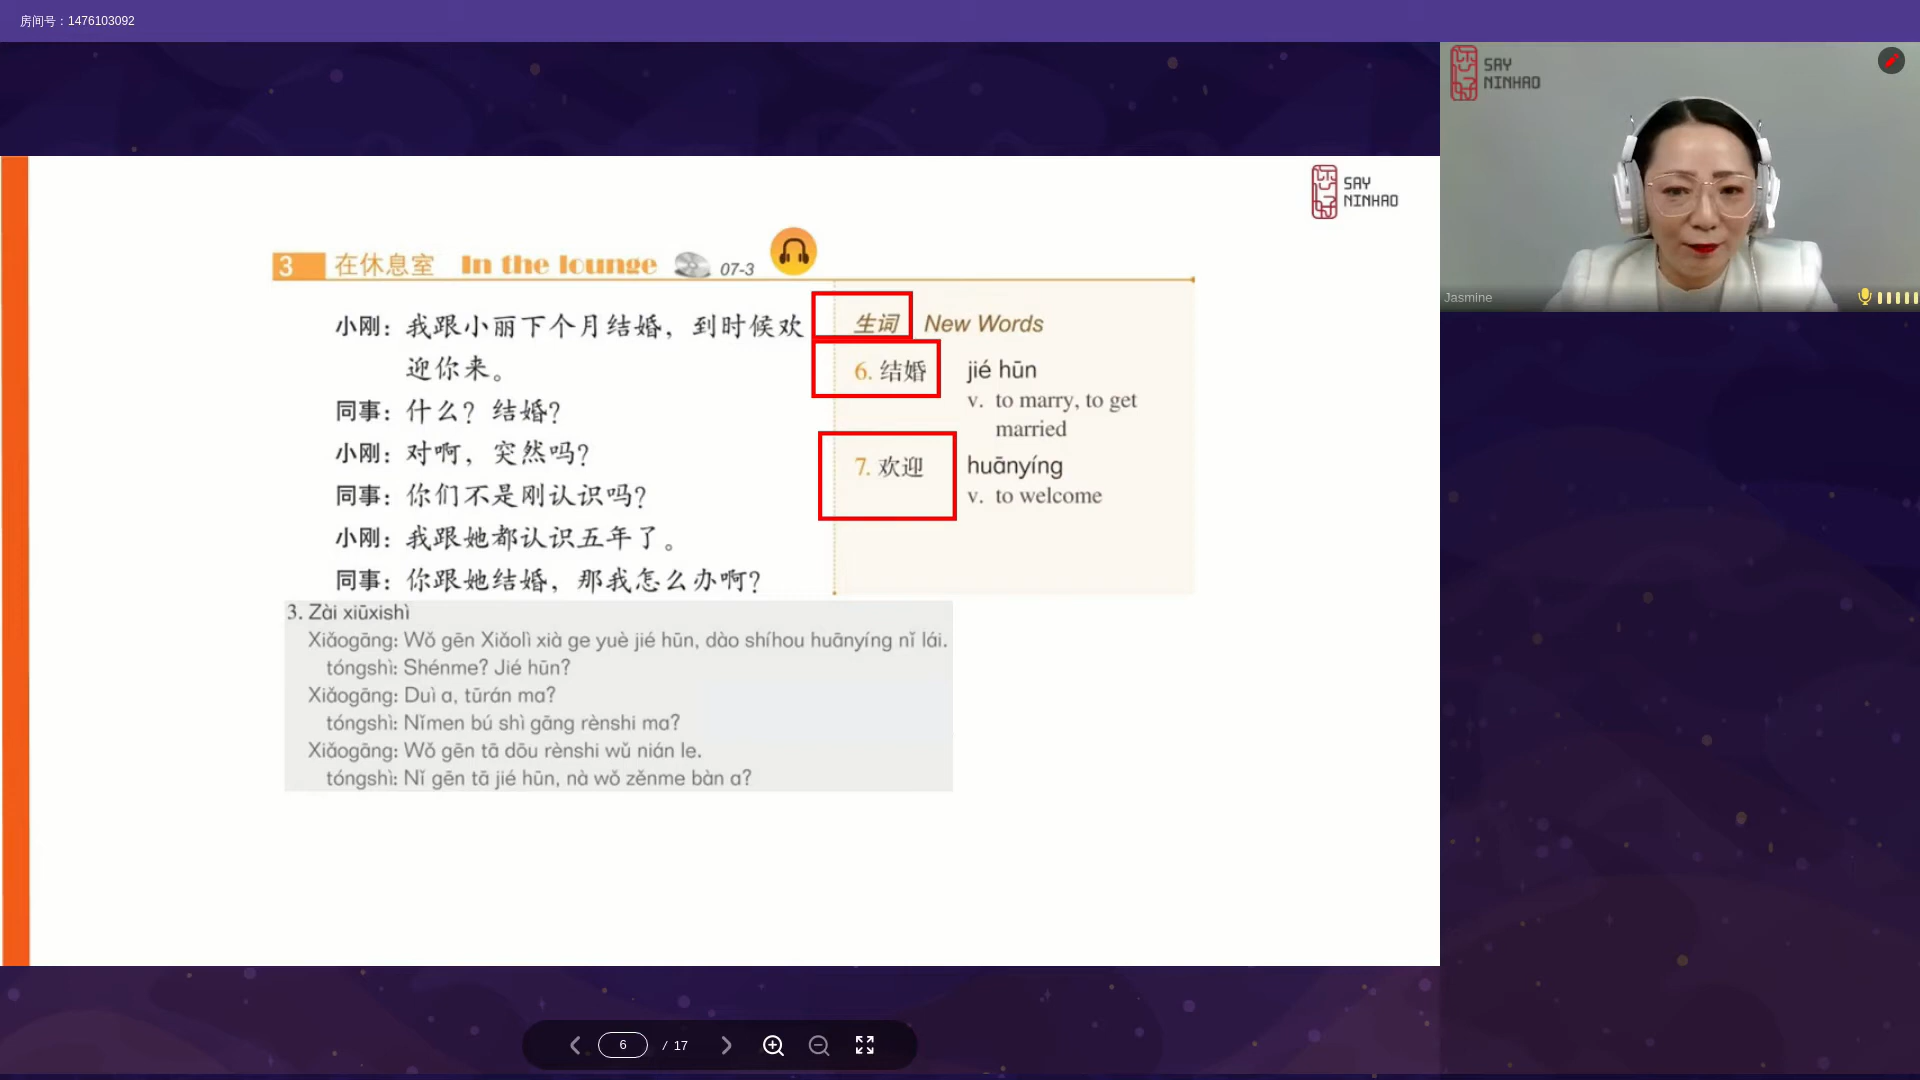 房间号：1476103092
SAY
NINHAO
Jasmine
SAY
NINHAO
3 在休息室 In the lounge 07-3
小刚：我跟小丽下个月结婚，到时候欢
迎你来。
同事：什么？结婚？
小刚：对啊，突然吗？
同事：你们不是刚认识吗？
小刚：我跟她都认识五年了。
同事：你跟她结婚，那我怎么办啊？
生词 New Words
6. 结婚 jié hūn
v. to marry, to get
married
7. 欢迎 huānyíng
v. to welcome
3. Zài xiūxishì
Xiǎogāng: Wǒ gēn Xiǎolì xià ge yuè jié hūn, dào shíhou huānyíng nǐ lái.
tóngshì: Shénme? Jié hūn?
Xiǎogāng: Duì a, tūrán ma?
tóngshì: Nǐmen bú shì gāng rènshi ma?
Xiǎogāng: Wǒ gēn tā dōu rènshi wǔ nián le.
tóngshì: Nǐ gēn tā jié hūn, nà wǒ zěnme bàn a?
6 / 17